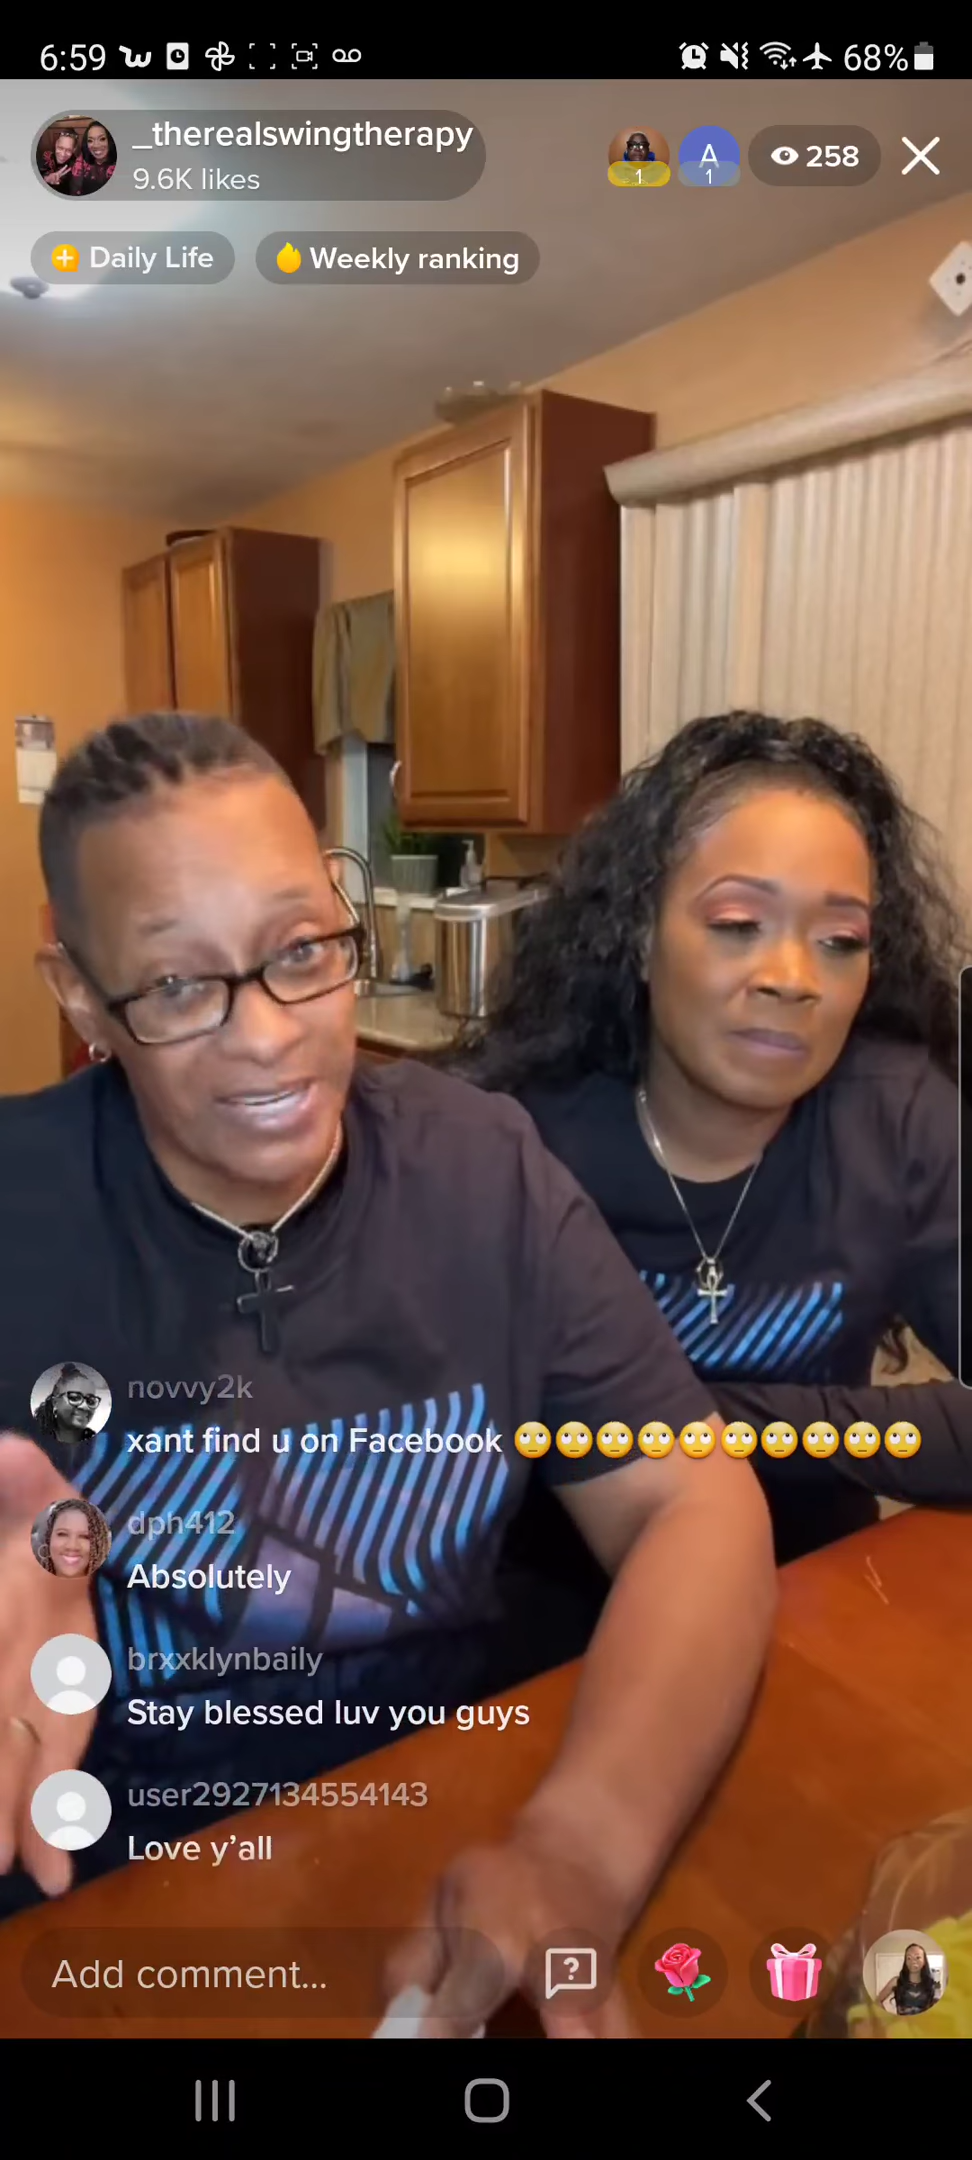 6:59
68%
_therealswingtherapy
9.6K likes
1
A
1
258
Daily Life
Weekly ranking
novvy2k
xant find u on Facebook 🙄🙄🙄🙄🙄🙄🙄🙄🙄🙄
dph412
Absolutely
brxxklynbaily
Stay blessed luv you guys
user2927134554143
Love y’all
Add comment...
?